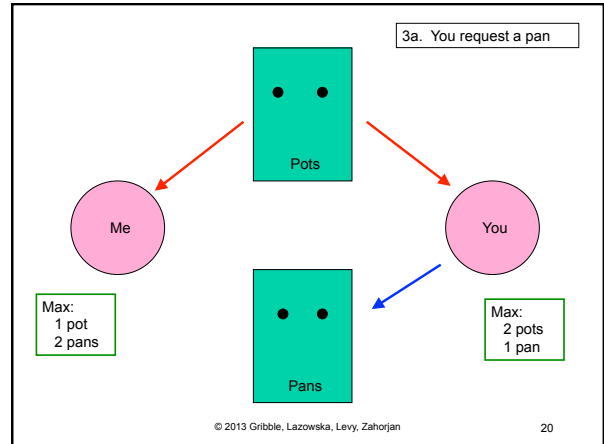 3a. You request a pan
Pots
Me
You
Max:
1 pot
2 pans
Max:
2 pots
1 pan
Pans
© 2013 Gribble, Lazowska, Levy, Zahorjan
20